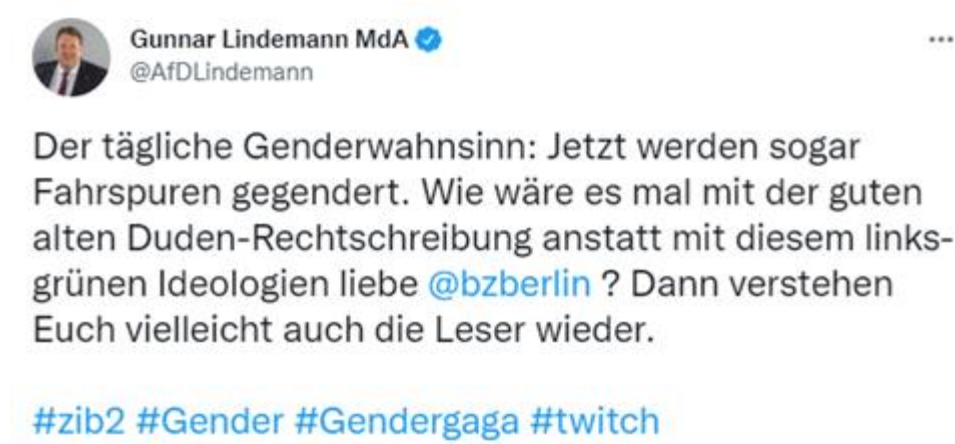 Gunnar Lindemann MdA
@AfDLindemann
Der tägliche Genderwahnsinn: Jetzt werden sogar
Fahrspuren gegendert. Wie wäre es mal mit der guten
alten Duden-Rechtschreibung anstatt mit diesem links-
grünen Ideologien liebe @bzberlin ? Dann verstehen
Euch vielleicht auch die Leser wieder.
#zib2 #Gender #Gendergaga #twitch